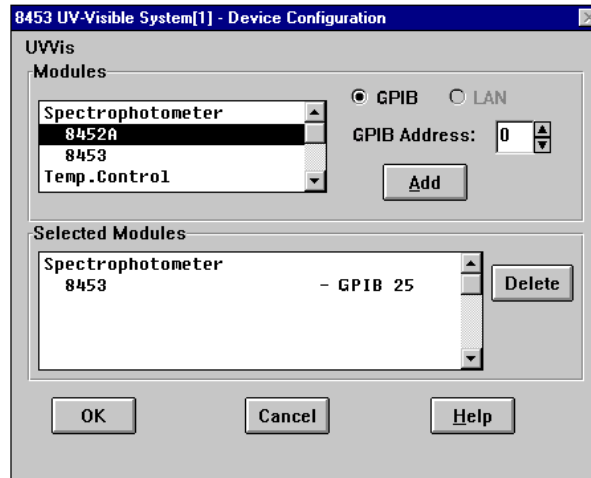 8453 UV-Visible System[1] - Device Configuration
UVVis
Modules
Spectrophotometer
8452A
8453
Temp.Control
GPIB LAN
GPIB Address: 0
Add
Selected Modules
Spectrophotometer
8453 - GPIB 25
Delete
OK Cancel Help